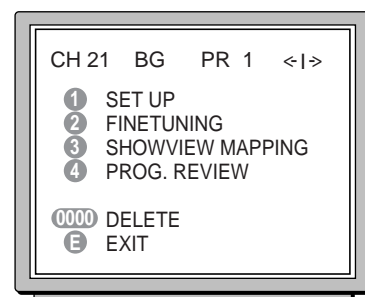 CH 21 BG PR 1 <-|->
1 SET UP
2 FINETUNING
3 SHOWVIEW MAPPING
4 PROG. REVIEW
0000 DELETE
E EXIT